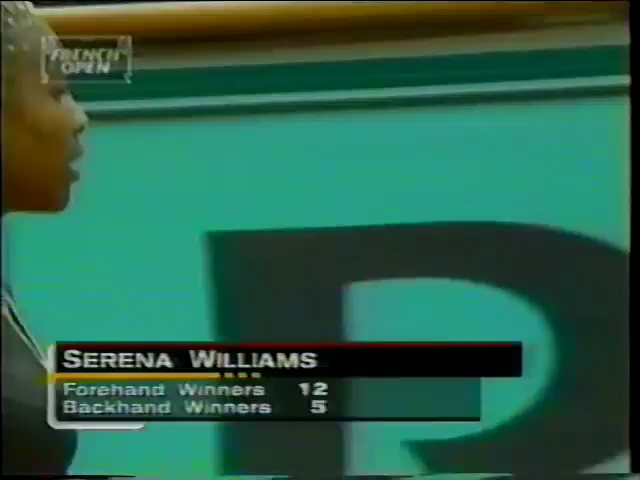 FRENCH
OPEN
SERENA WILLIAMS
Forehand Winners 12
Backhand Winners 5
P